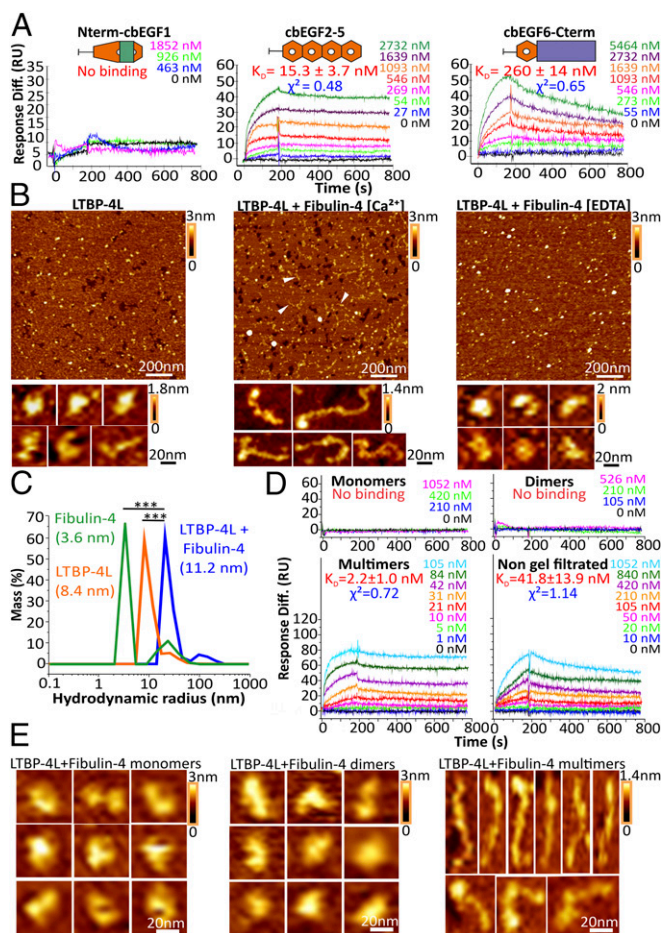 A
Nterm-cbEGF1
1852 nM
926 nM
463 nM
0 nM
No binding
Response Diff. (RU)
35
30
25
20
15
10
5
0
0 200 400 600 800
cbEGF2-5
2732 nM
1639 nM
1093 nM
546 nM
269 nM
54 nM
27 nM
0 nM
KD= 15.3 ± 3.7 nM
χ²= 0.48
60
50
40
30
20
10
0
0 200 400 600 800
Time (s)
cbEGF6-Cterm
5464 nM
2732 nM
1639 nM
1093 nM
546 nM
273 nM
55 nM
0 nM
KD= 260 ± 14 nM
χ²=0.65
60
50
40
30
20
10
0
0 200 400 600 800
B
LTBP-4L
3nm
0
200nm
1.8nm
0
20nm
LTBP-4L + Fibulin-4 [Ca²⁺]
3nm
0
200nm
1.4nm
0
20nm
LTBP-4L + Fibulin-4 [EDTA]
3nm
0
200nm
2 nm
0
20nm
C
***
***
Fibulin-4
(3.6 nm)
LTBP-4L
(8.4 nm)
LTBP-4L +
Fibulin-4
(11.2 nm)
Mass (%)
70
60
50
40
30
20
10
0
0.1 1 10 100 1000
Hydrodynamic radius (nm)
D
Monomers
No binding
1052 nM
420 nM
210 nM
0 nM
60
40
20
0
Dimers
No binding
526 nM
210 nM
105 nM
0 nM
Multimers
105 nM
84 nM
42 nM
31 nM
21 nM
10 nM
5 nM
1 nM
0 nM
KD=2.2±1.0 nM
χ²=0.72
Response Diff. (RU)
120
100
80
60
40
20
0
0 200 400 600 800
Non gel filtrated
1052 nM
840 nM
420 nM
210 nM
105 nM
50 nM
20 nM
10 nM
0 nM
KD=41.8±13.9 nM
χ²=1.14
0 200 400 600 800
Time (s)
E
LTBP-4L+Fibulin-4 monomers
3nm
0
20nm
LTBP-4L+Fibulin-4 dimers
3nm
0
20nm
LTBP-4L+Fibulin-4 multimers
1.4nm
0
20nm